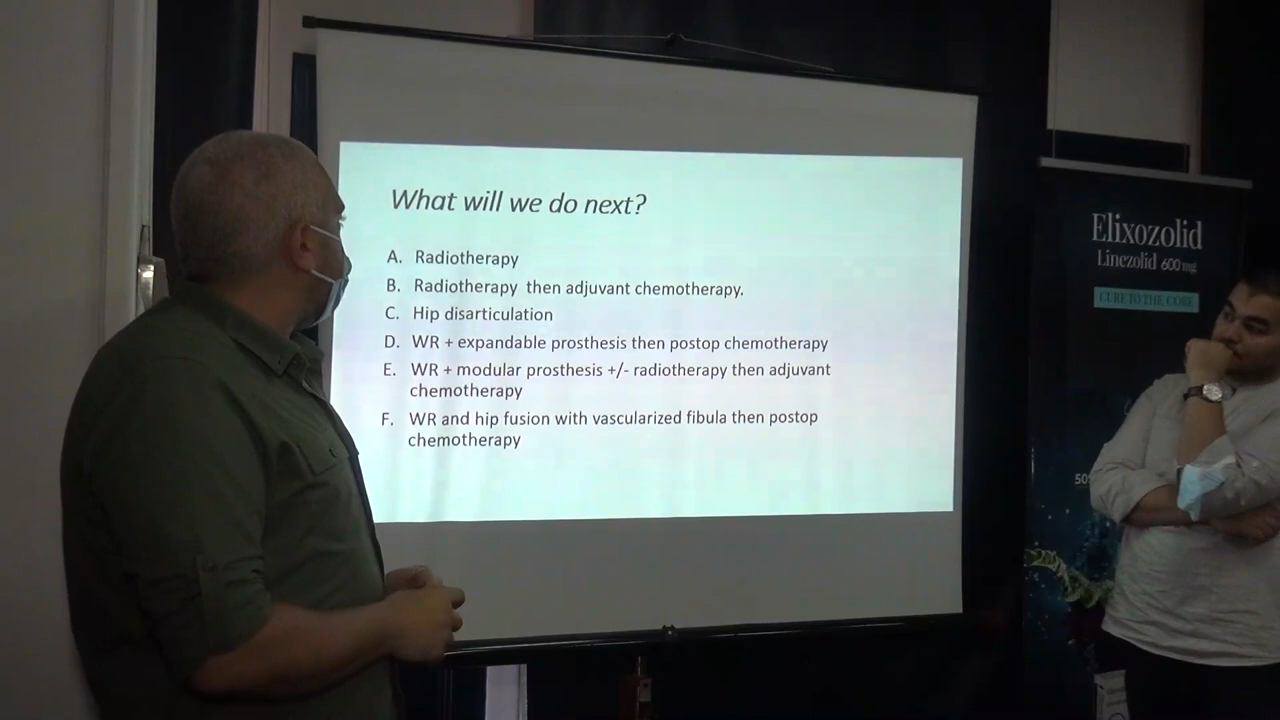 What will we do next?
A. Radiotherapy
B. Radiotherapy then adjuvant chemotherapy.
C. Hip disarticulation
D. WR + expandable prosthesis then postop chemotherapy
E. WR + modular prosthesis +/- radiotherapy then adjuvant
chemotherapy
F. WR and hip fusion with vascularized fibula then postop
chemotherapy
Elixozolid
Linezolid 600 mg
CURE TO THE CORE